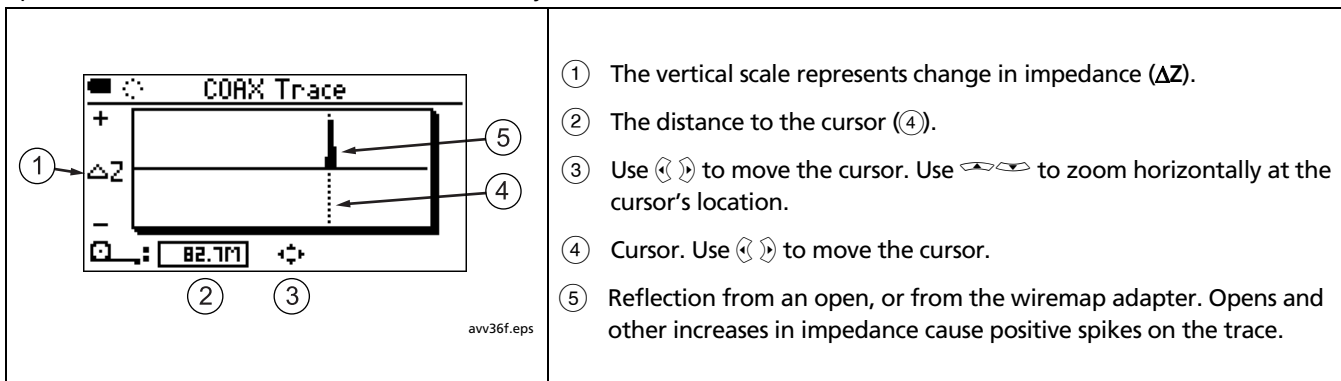 COAX Trace
+
ΔZ
−
82.7M
1
2
3
4
5
avv36f.eps
① The vertical scale represents change in impedance (ΔZ).
② The distance to the cursor (④).
③ Use to move the cursor. Use to zoom horizontally at the
cursor's location.
④ Cursor. Use to move the cursor.
⑤ Reflection from an open, or from the wiremap adapter. Opens and
other increases in impedance cause positive spikes on the trace.